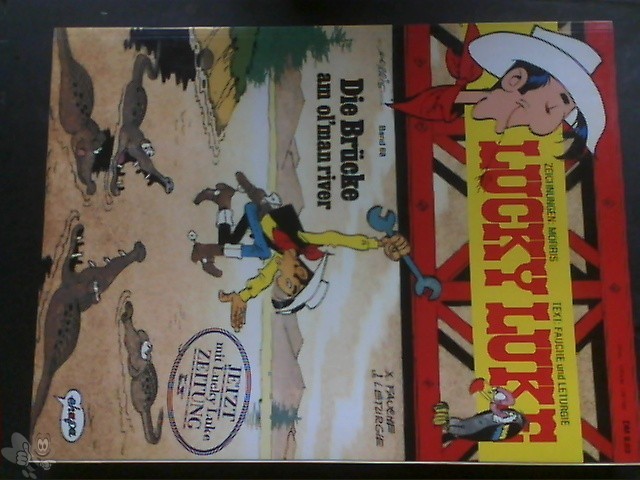 ZEICHNUNGEN: MORRIS
TEXT: FAUCHE und LETURGIE
LUCKY LUKE
Band 68
Die Brücke
am ol'man river
X. FAUCHE
J. LETURGIE
JETZT
mit Lucky Luke
ZEITUNG
ehapa